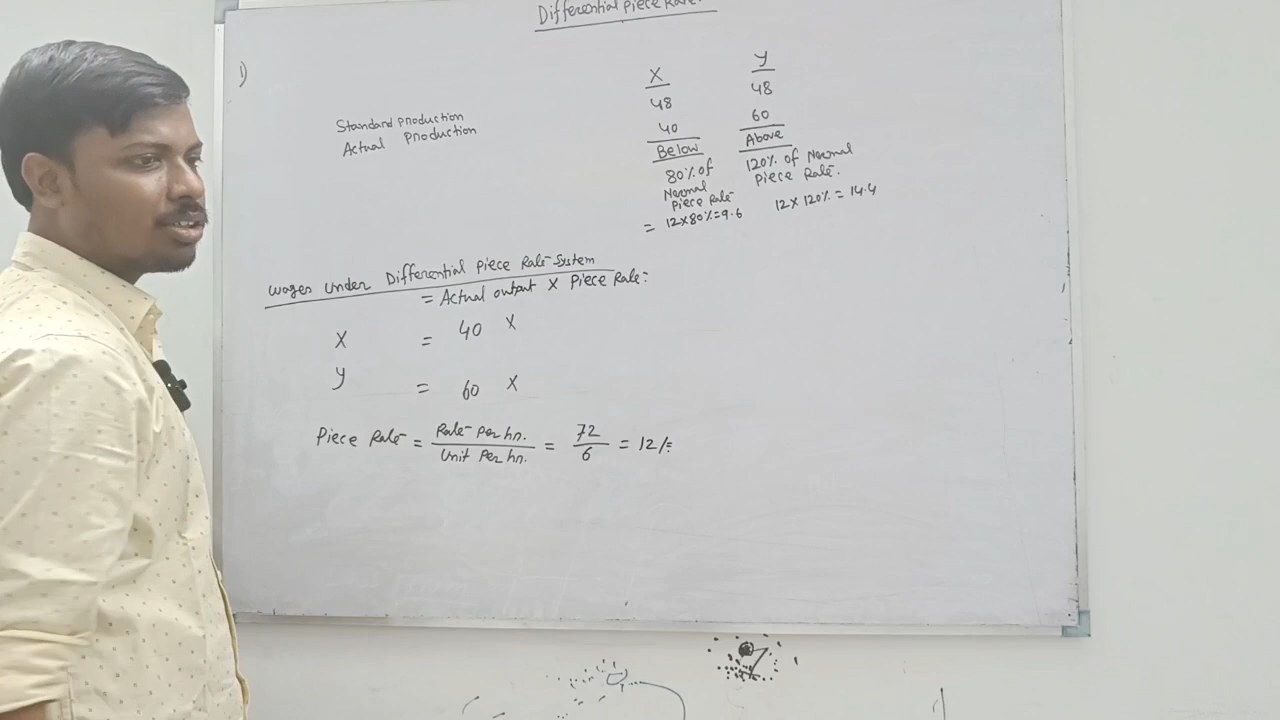 Differential Piece Rate
1)
X Y
Standard Production 48 48
Actual Production 40 60
Below Above
80% of 120% of Normal
Normal Piece Rate.
Piece Rate
= 12 X 80% = 9.6 12 X 120% = 14.4
Wages Under Differential Piece Rate System
= Actual output X Piece Rate:
X = 40 X
Y = 60 X
Piece Rate = Rate Per hr. / Unit Per hr. = 72 / 6 = 12/=